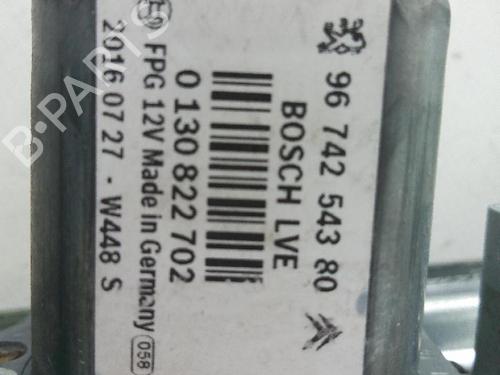 96 742 543 80
BOSCH LVE
0 130 822 702
FPG 12V Made in Germany 058
2016 07 27 - W448 S
B-PARTS